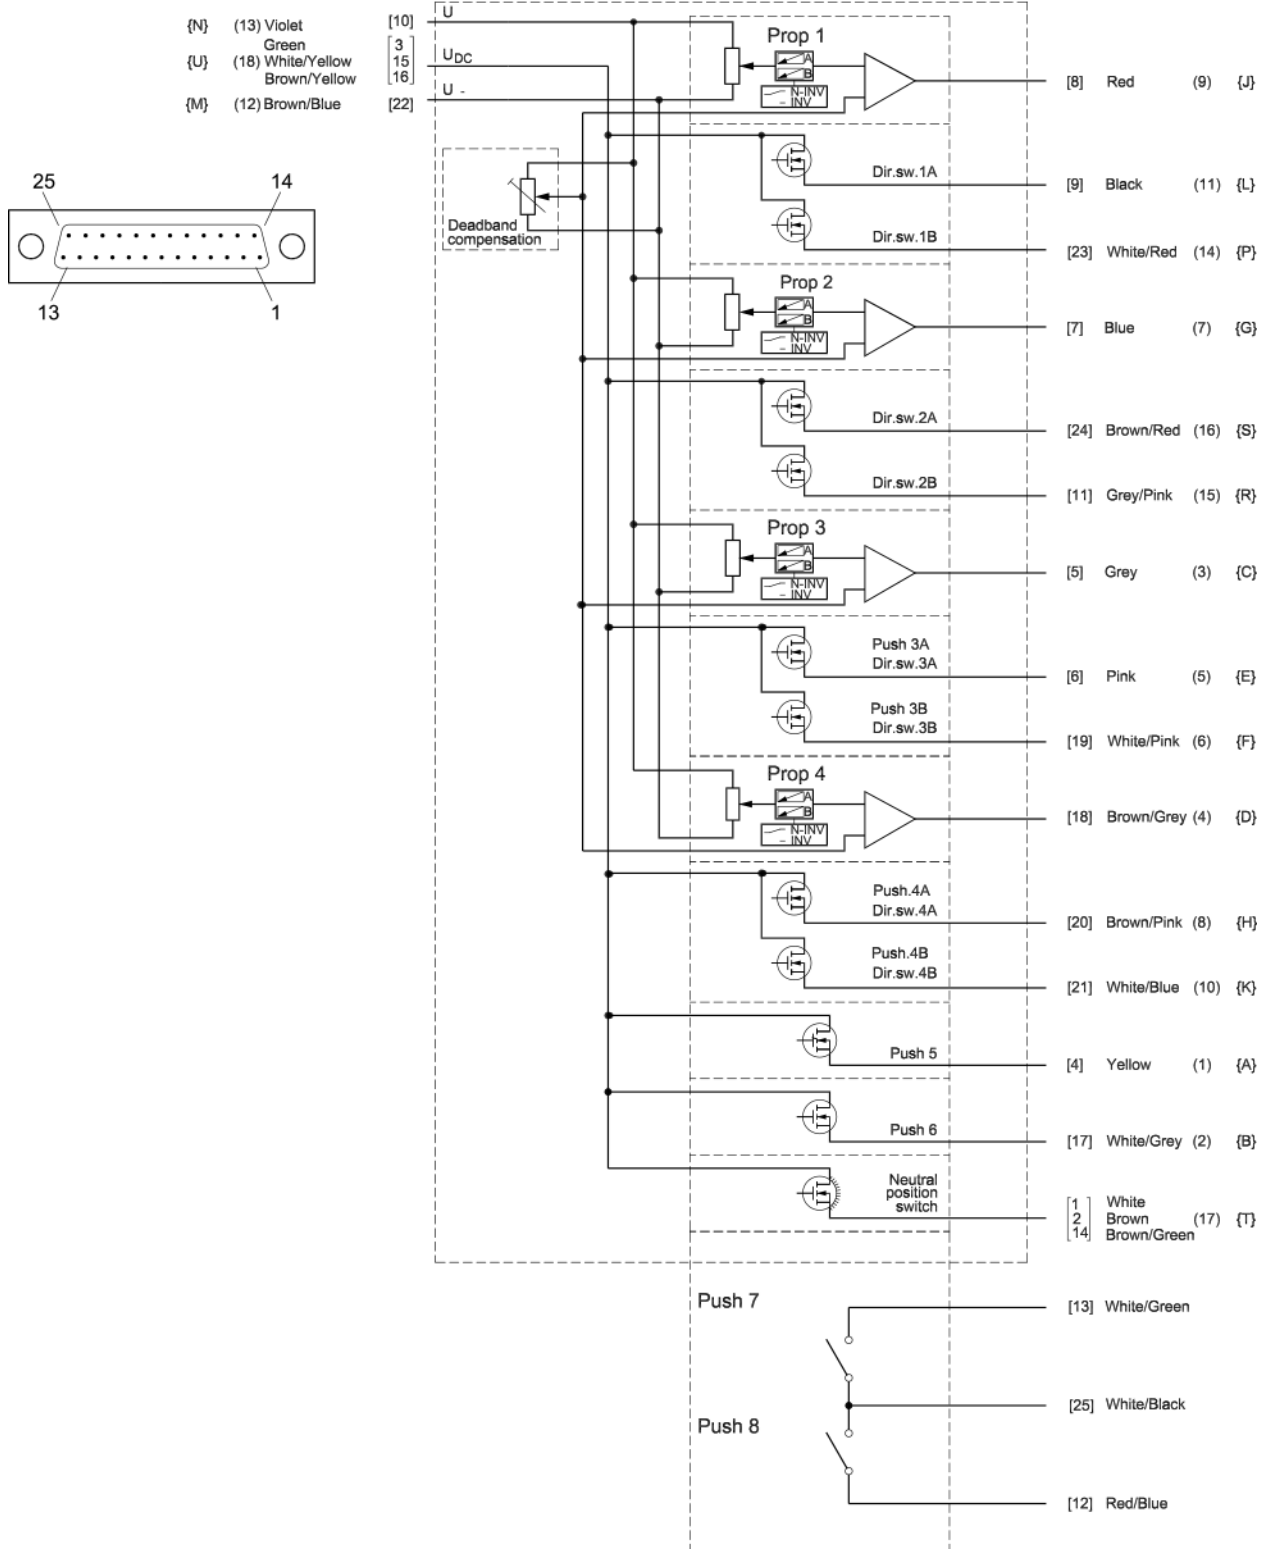 {N} (13) Violet [10] U
Green 3
{U} (18) White/Yellow 15 UDC
Brown/Yellow 16
{M} (12) Brown/Blue [22] U -
25 14
13 1
Deadband
compensation
Prop 1
A
B
N-INV
INV
[8] Red (9) {J}
Dir.sw.1A
[9] Black (11) {L}
Dir.sw.1B
[23] White/Red (14) {P}
Prop 2
A
B
N-INV
INV
[7] Blue (7) {G}
Dir.sw.2A
[24] Brown/Red (16) {S}
Dir.sw.2B
[11] Grey/Pink (15) {R}
Prop 3
A
B
N-INV
INV
[5] Grey (3) {C}
Push 3A
Dir.sw.3A
[6] Pink (5) {E}
Push 3B
Dir.sw.3B
[19] White/Pink (6) {F}
Prop 4
A
B
N-INV
INV
[18] Brown/Grey (4) {D}
Push.4A
Dir.sw.4A
[20] Brown/Pink (8) {H}
Push.4B
Dir.sw.4B
[21] White/Blue (10) {K}
Push 5
[4] Yellow (1) {A}
Push 6
[17] White/Grey (2) {B}
Neutral
position
switch
1 White
2 Brown (17) {T}
14 Brown/Green
Push 7
[13] White/Green
[25] White/Black
Push 8
[12] Red/Blue